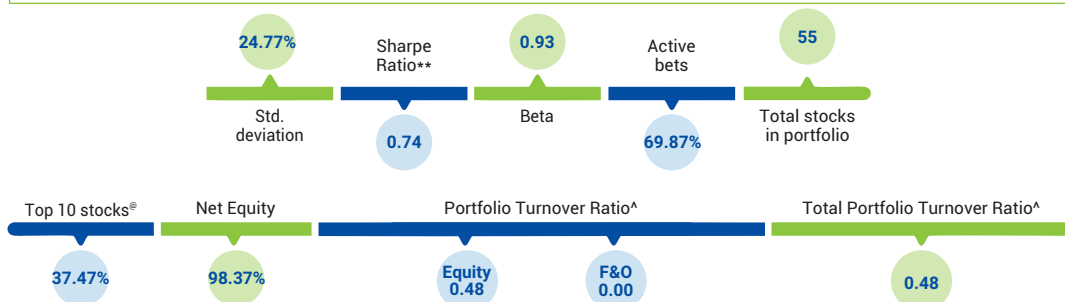 24.77%
Sharpe
Ratio**
0.93
Active
bets
55
Std.
deviation
0.74
Beta
69.87%
Total stocks
in portfolio
Top 10 stocks@
Net Equity
Portfolio Turnover Ratio^
Total Portfolio Turnover Ratio^
37.47%
98.37%
Equity
0.48
F&O
0.00
0.48